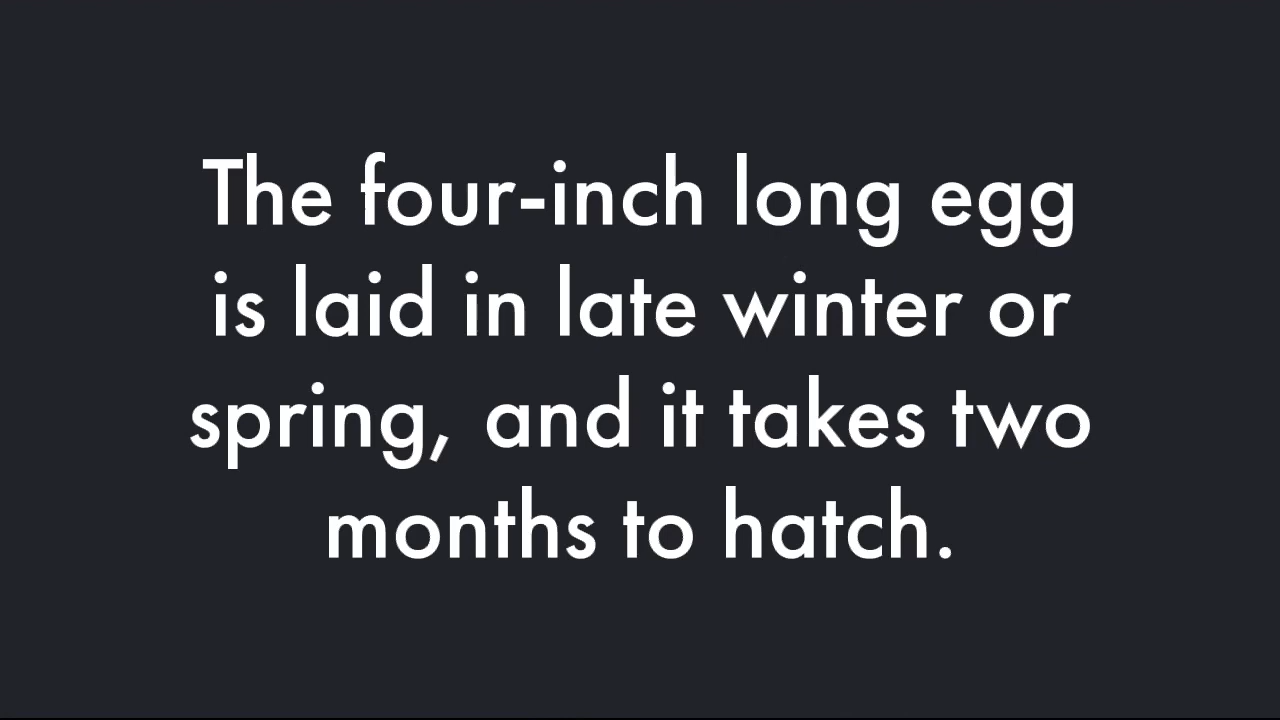 The four-inch long egg
is laid in late winter or
spring, and it takes two
months to hatch.